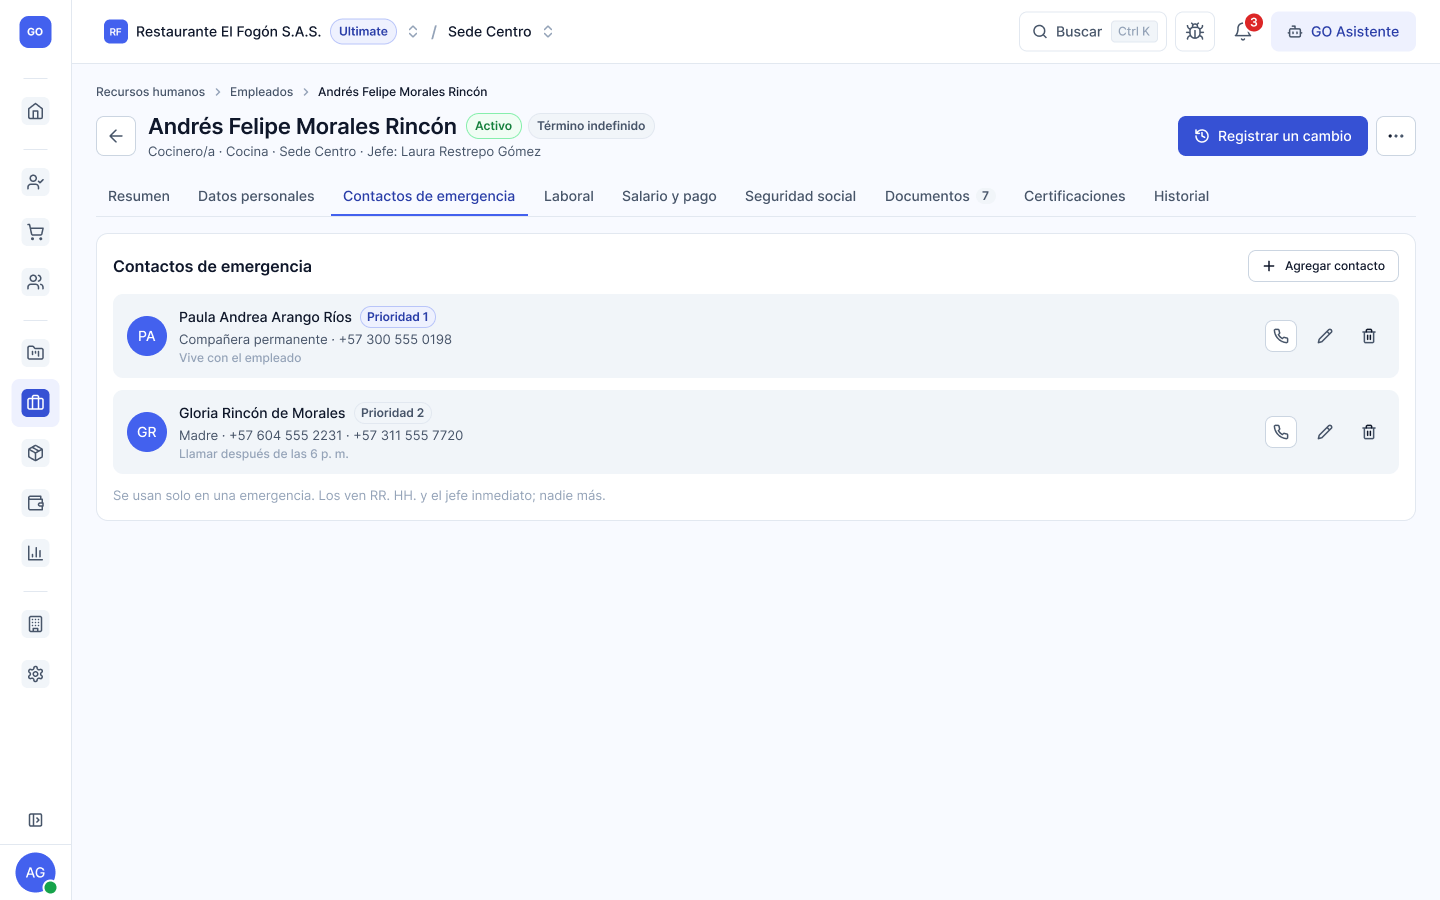 GO
RF Restaurante El Fogón S.A.S. Ultimate / Sede Centro
Buscar Ctrl K
3
GO Asistente
Recursos humanos > Empleados > Andrés Felipe Morales Rincón
Andrés Felipe Morales Rincón Activo Término indefinido
Cocinero/a · Cocina · Sede Centro · Jefe: Laura Restrepo Gómez
Registrar un cambio
Resumen Datos personales Contactos de emergencia Laboral Salario y pago Seguridad social Documentos 7 Certificaciones Historial
Contactos de emergencia
Agregar contacto
PA
Paula Andrea Arango Ríos Prioridad 1
Compañera permanente · +57 300 555 0198
Vive con el empleado
GR
Gloria Rincón de Morales Prioridad 2
Madre · +57 604 555 2231 · +57 311 555 7720
Llamar después de las 6 p. m.
Se usan solo en una emergencia. Los ven RR. HH. y el jefe inmediato; nadie más.
AG